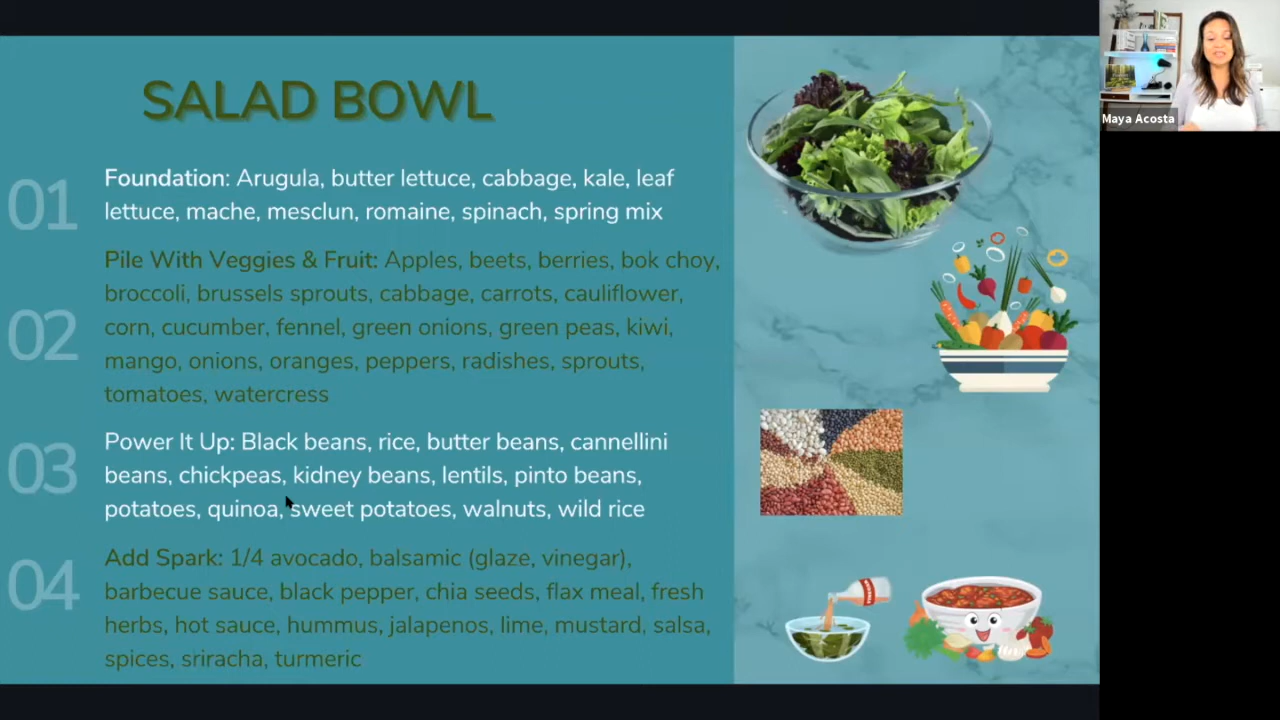 SALAD BOWL
01
Foundation: Arugula, butter lettuce, cabbage, kale, leaf
lettuce, mache, mesclun, romaine, spinach, spring mix
02
Pile With Veggies & Fruit: Apples, beets, berries, bok choy,
broccoli, brussels sprouts, cabbage, carrots, cauliflower,
corn, cucumber, fennel, green onions, green peas, kiwi,
mango, onions, oranges, peppers, radishes, sprouts,
tomatoes, watercress
03
Power It Up: Black beans, rice, butter beans, cannellini
beans, chickpeas, kidney beans, lentils, pinto beans,
potatoes, quinoa, sweet potatoes, walnuts, wild rice
04
Add Spark: 1/4 avocado, balsamic (glaze, vinegar),
barbecue sauce, black pepper, chia seeds, flax meal, fresh
herbs, hot sauce, hummus, jalapenos, lime, mustard, salsa,
spices, sriracha, turmeric
Maya Acosta